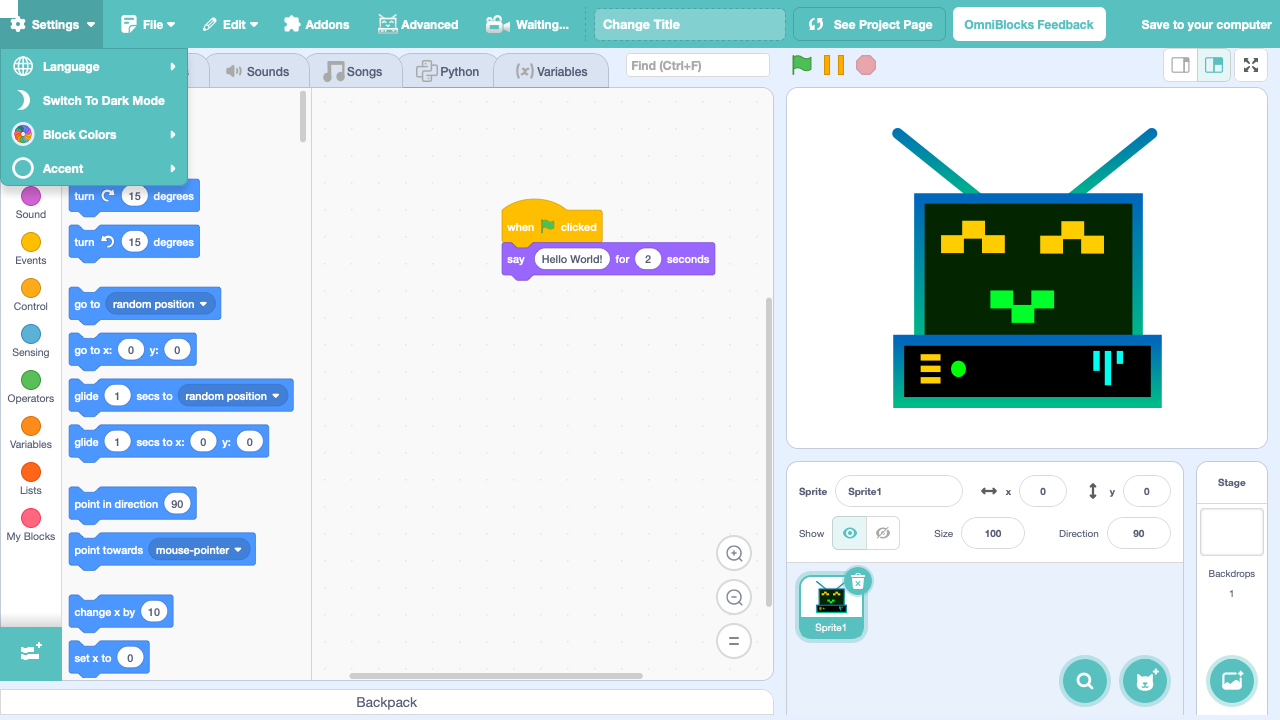 Settings File Edit Addons Advanced Waiting... Change Title See Project Page OmniBlocks Feedback Save to your computer
Language
Switch To Dark Mode
Block Colors
Accent
Sounds Songs Python (x) Variables Find (Ctrl+F)
Sound
Events
Control
Sensing
Operators
Variables
Lists
My Blocks
turn 15 degrees
turn 15 degrees
go to random position
go to x: 0 y: 0
glide 1 secs to random position
glide 1 secs to x: 0 y: 0
point in direction 90
point towards mouse-pointer
change x by 10
set x to 0
when clicked
say Hello World! for 2 seconds
Sprite Sprite1 x 0 y 0
Show Size 100 Direction 90
Sprite1
Stage
Backdrops
1
Backpack